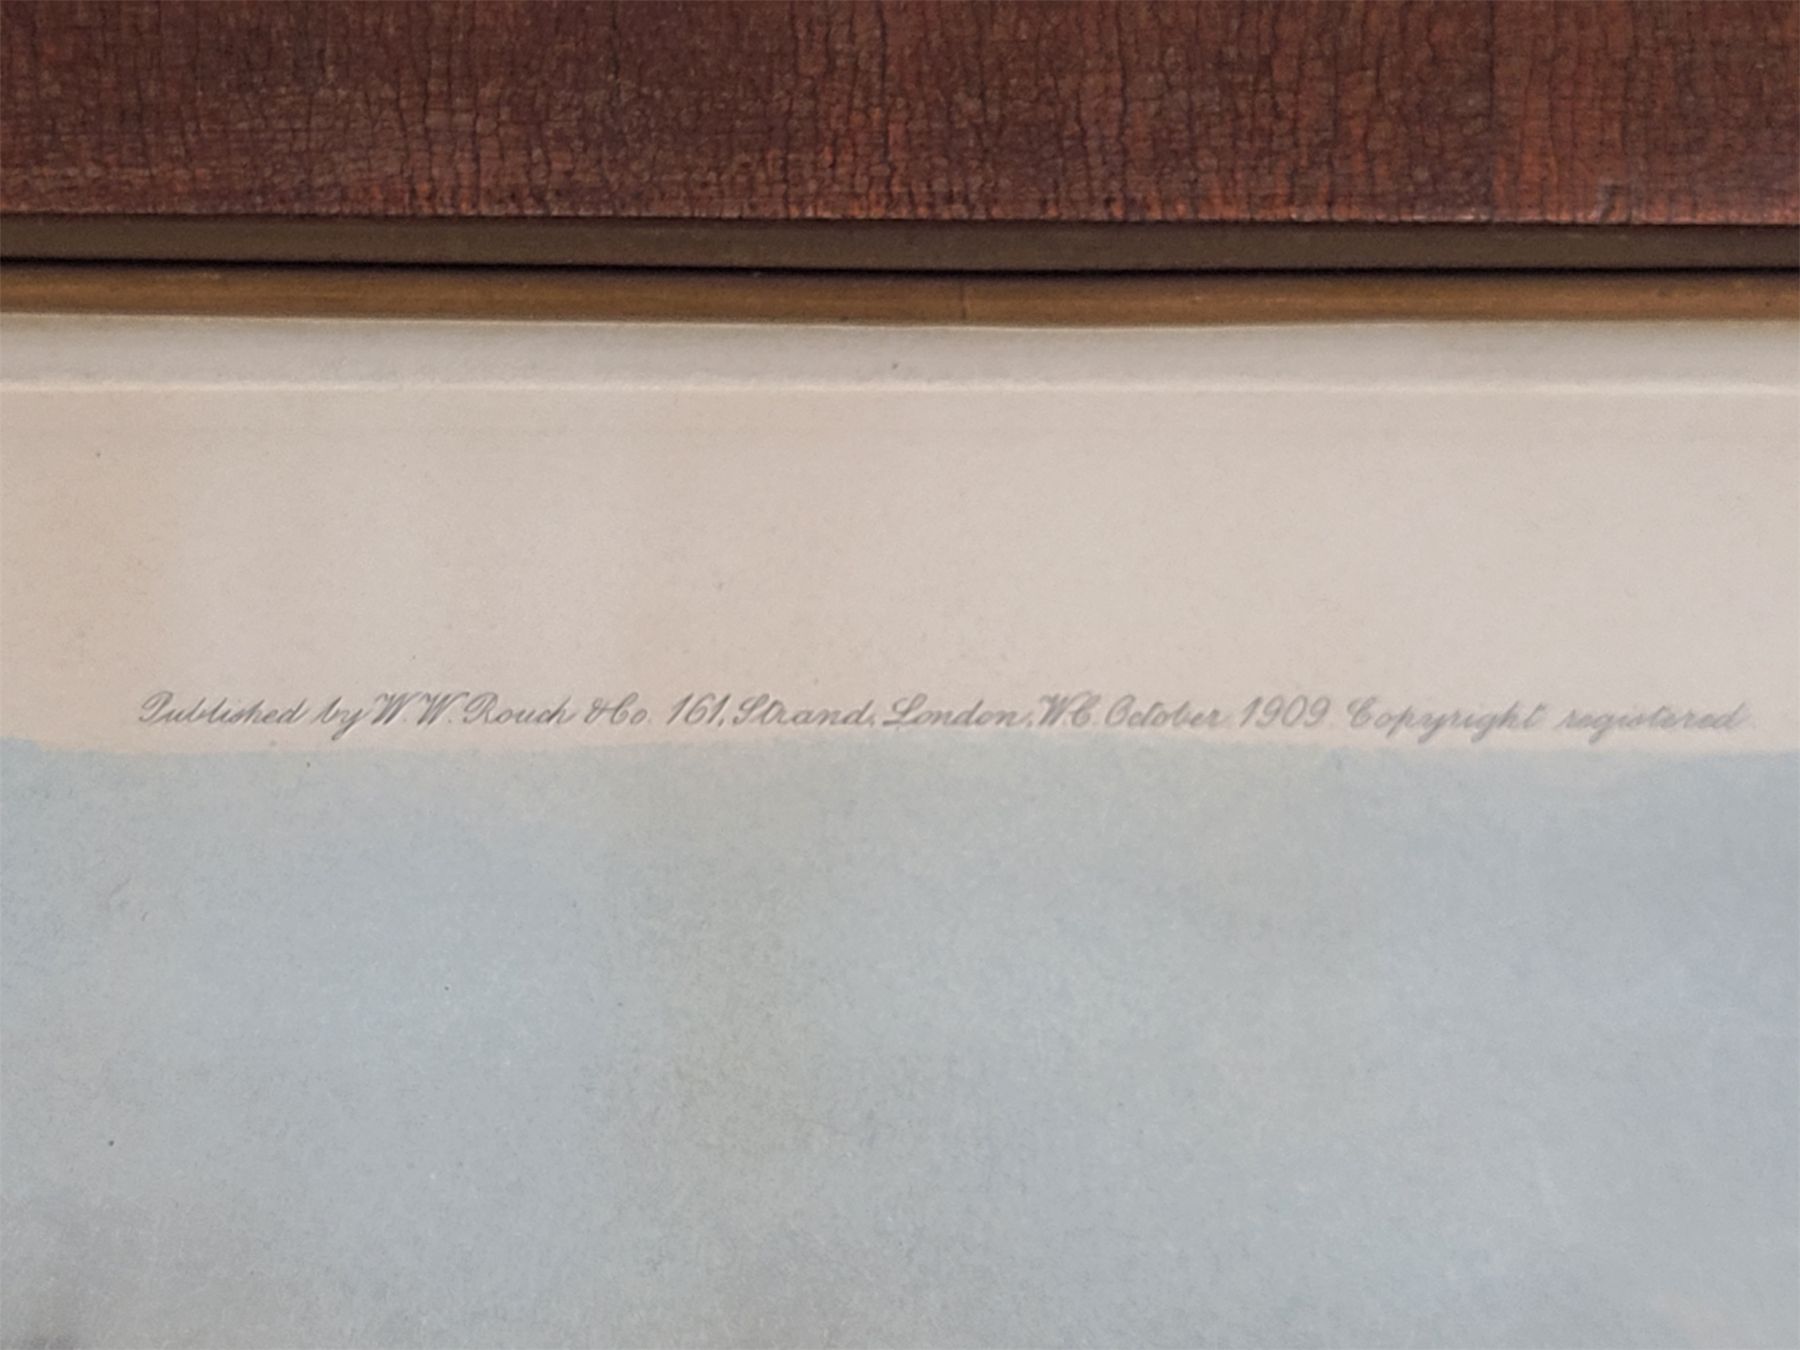 Published by W. W. Rouch & Co. 161, Strand, London, W.C. October 1909. Copyright registered.